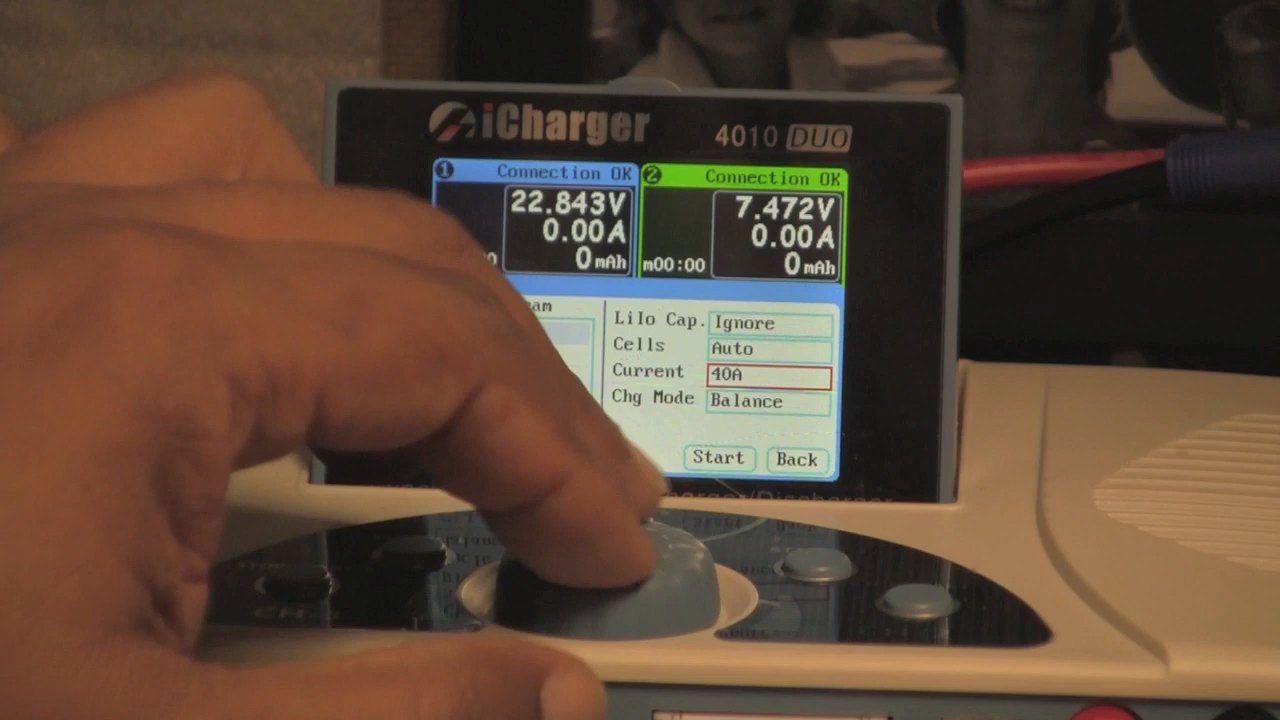 iCharger
4010 DUO
1 Connection OK
2 Connection OK
22.843V
0.00A
0mAh
7.472V
0.00A
m00:00 0mAh
LiIo Cap. Ignore
Cells Auto
Current 40A
Chg Mode Balance
Start Back